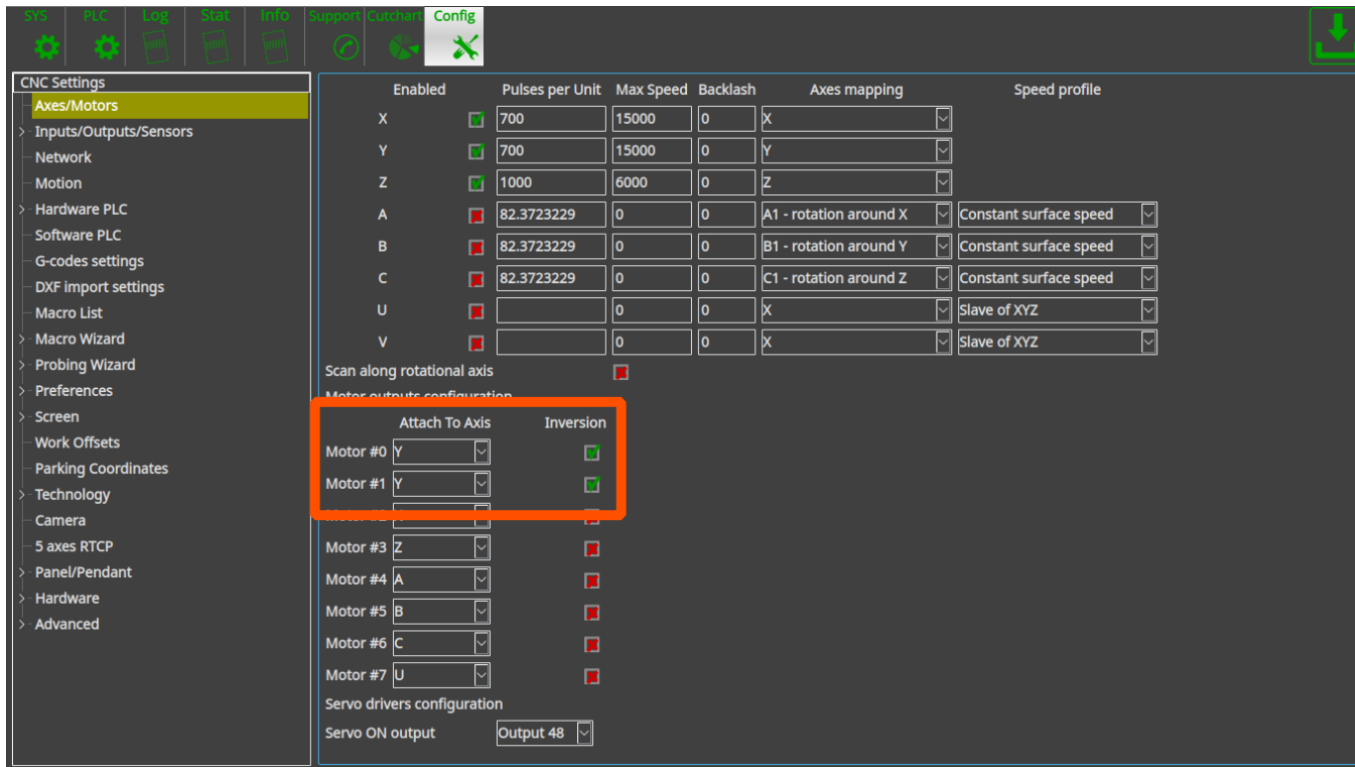 SYS PLC Log Stat Info Support Cutchart Config
CNC Settings
Axes/Motors
Inputs/Outputs/Sensors
Network
Motion
Hardware PLC
Software PLC
G-codes settings
DXF import settings
Macro List
Macro Wizard
Probing Wizard
Preferences
Screen
Work Offsets
Parking Coordinates
Technology
Camera
5 axes RTCP
Panel/Pendant
Hardware
Advanced
Enabled Pulses per Unit Max Speed Backlash Axes mapping Speed profile
X 700 15000 0 X
Y 700 15000 0 Y
Z 1000 6000 0 Z
A 82.3723229 0 0 A1 - rotation around X Constant surface speed
B 82.3723229 0 0 B1 - rotation around Y Constant surface speed
C 82.3723229 0 0 C1 - rotation around Z Constant surface speed
U 0 0 X Slave of XYZ
V 0 0 X Slave of XYZ
Scan along rotational axis
Motor outputs configuration
Attach To Axis Inversion
Motor #0 Y
Motor #1 Y
Motor #3 Z
Motor #4 A
Motor #5 B
Motor #6 C
Motor #7 U
Servo drivers configuration
Servo ON output Output 48